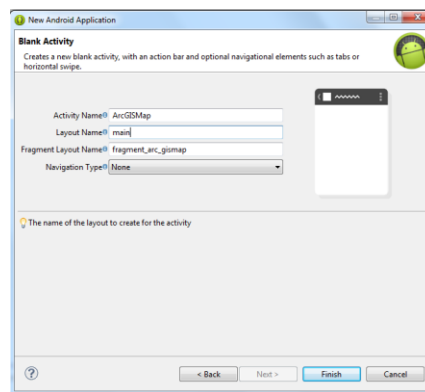 New Android Application
Blank Activity
Creates a new blank activity, with an action bar and optional navigational elements such as tabs or
horizontal swipe.
Activity Name ArcGISMap
Layout Name main
Fragment Layout Name fragment_arc_gismap
Navigation Type None
The name of the layout to create for the activity
? < Back Next > Finish Cancel